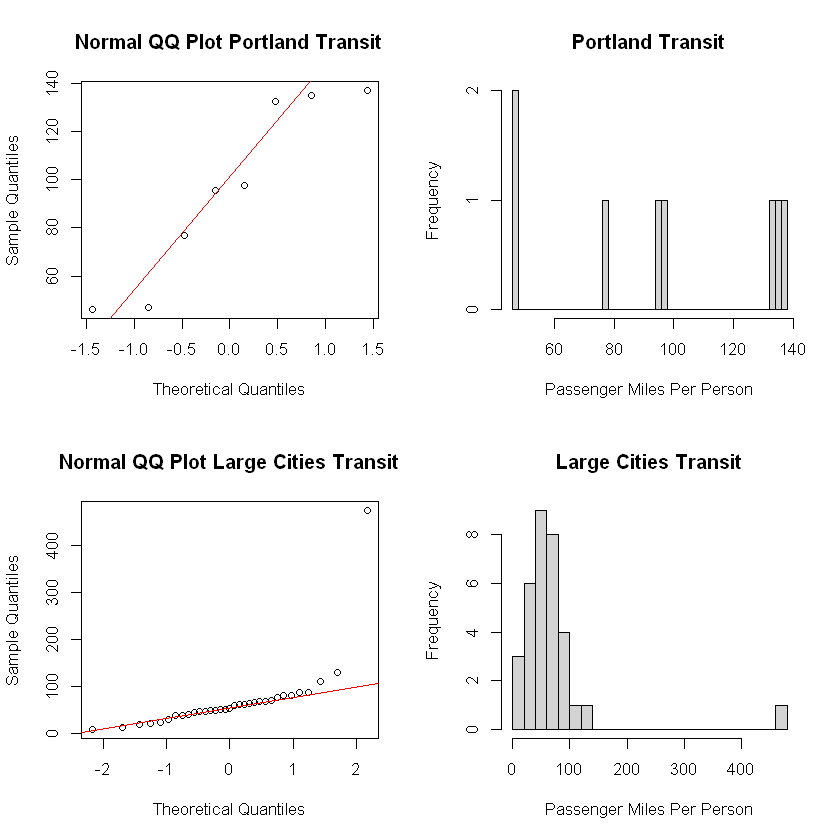 Normal QQ Plot Portland Transit
Sample Quantiles
60 80 100 120 140
-1.5 -1.0 -0.5 0.0 0.5 1.0 1.5
Theoretical Quantiles
Portland Transit
Frequency
0 1 2
60 80 100 120 140
Passenger Miles Per Person
Normal QQ Plot Large Cities Transit
Sample Quantiles
0 100 200 300 400
-2 -1 0 1 2
Theoretical Quantiles
Large Cities Transit
Frequency
0 2 4 6 8
0 100 200 300 400
Passenger Miles Per Person